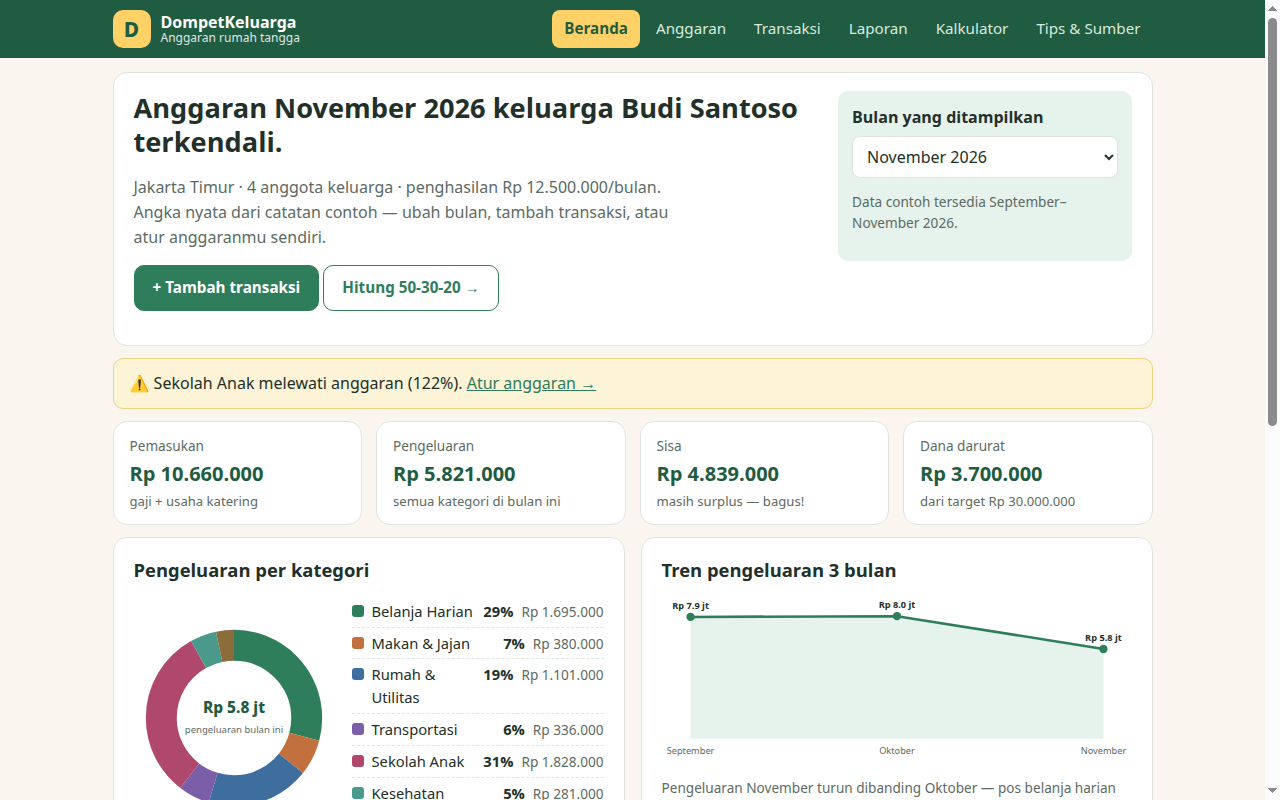 D
DompetKeluarga
Anggaran rumah tangga
Beranda
Anggaran
Transaksi
Laporan
Kalkulator
Tips & Sumber
Anggaran November 2026 keluarga Budi Santoso
terkendali.
Jakarta Timur · 4 anggota keluarga · penghasilan Rp 12.500.000/bulan.
Angka nyata dari catatan contoh — ubah bulan, tambah transaksi, atau
atur anggaranmu sendiri.
+ Tambah transaksi
Hitung 50-30-20 →
Bulan yang ditampilkan
November 2026
Data contoh tersedia September–
November 2026.
⚠️ Sekolah Anak melewati anggaran (122%). Atur anggaran →
Pemasukan
Rp 10.660.000
gaji + usaha katering
Pengeluaran
Rp 5.821.000
semua kategori di bulan ini
Sisa
Rp 4.839.000
masih surplus — bagus!
Dana darurat
Rp 3.700.000
dari target Rp 30.000.000
Pengeluaran per kategori
Rp 5.8 jt
pengeluaran bulan ini
Belanja Harian 29% Rp 1.695.000
Makan & Jajan 7% Rp 380.000
Rumah &
Utilitas
19% Rp 1.101.000
Transportasi 6% Rp 336.000
Sekolah Anak 31% Rp 1.828.000
Kesehatan 5% Rp 281.000
Tren pengeluaran 3 bulan
Rp 7.9 jt
Rp 8.0 jt
Rp 5.8 jt
September
Oktober
November
Pengeluaran November turun dibanding Oktober — pos belanja harian